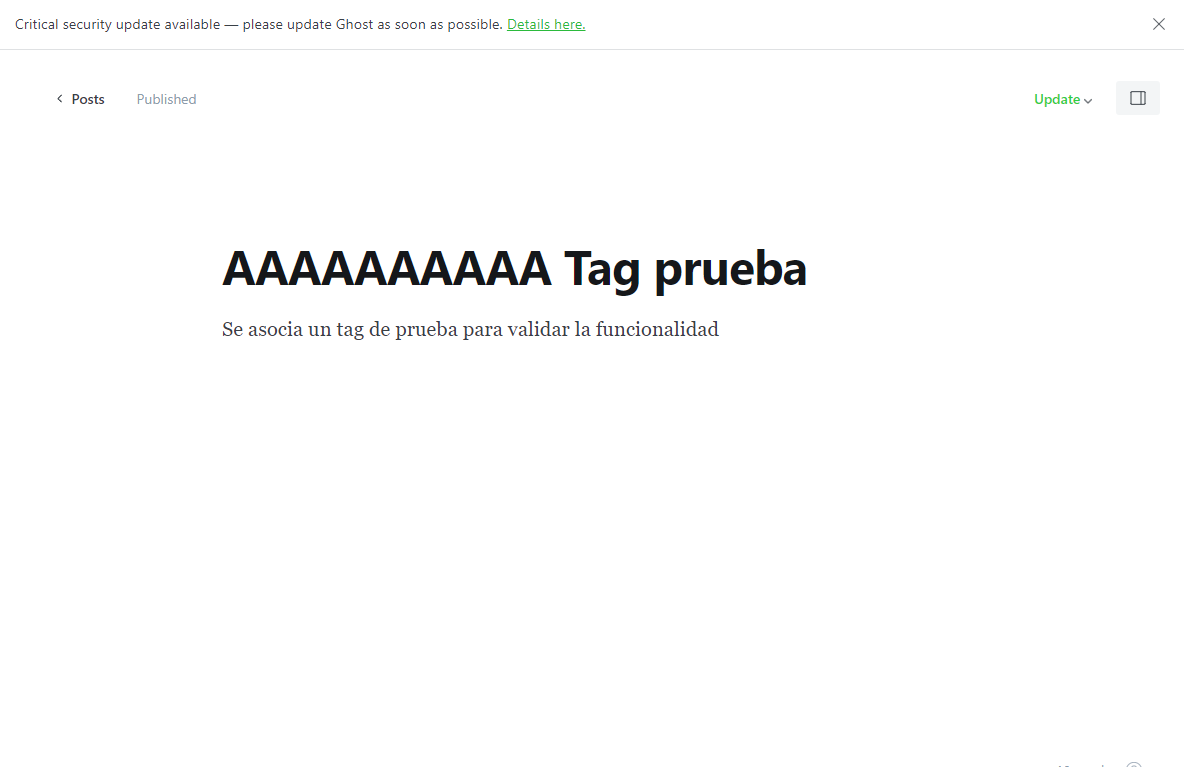 Critical security update available — please update Ghost as soon as possible. Details here.
Posts Published Update
AAAAAAAAAA Tag prueba
Se asocia un tag de prueba para validar la funcionalidad